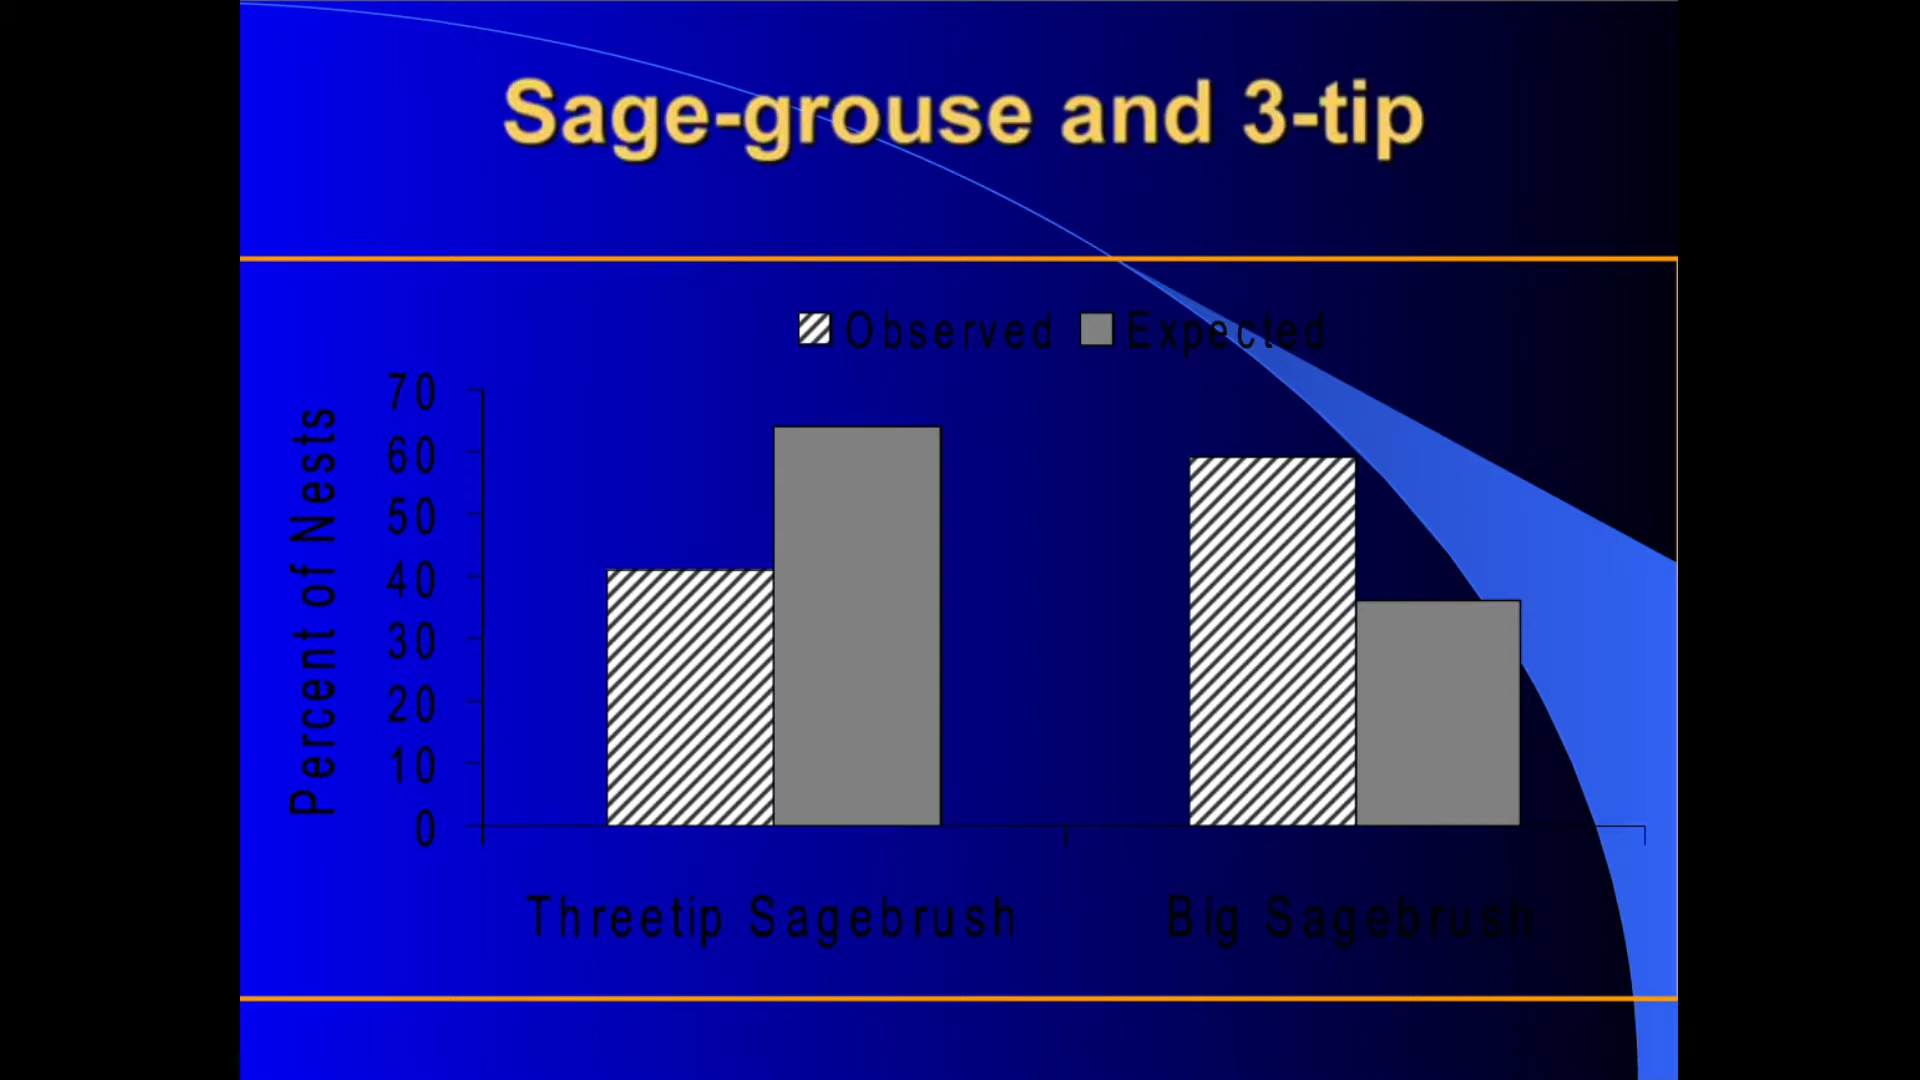 Sage-grouse and 3-tip
Observed Expected
Percent of Nests
70
60
50
40
30
20
10
0
Threetip Sagebrush Big Sagebrush